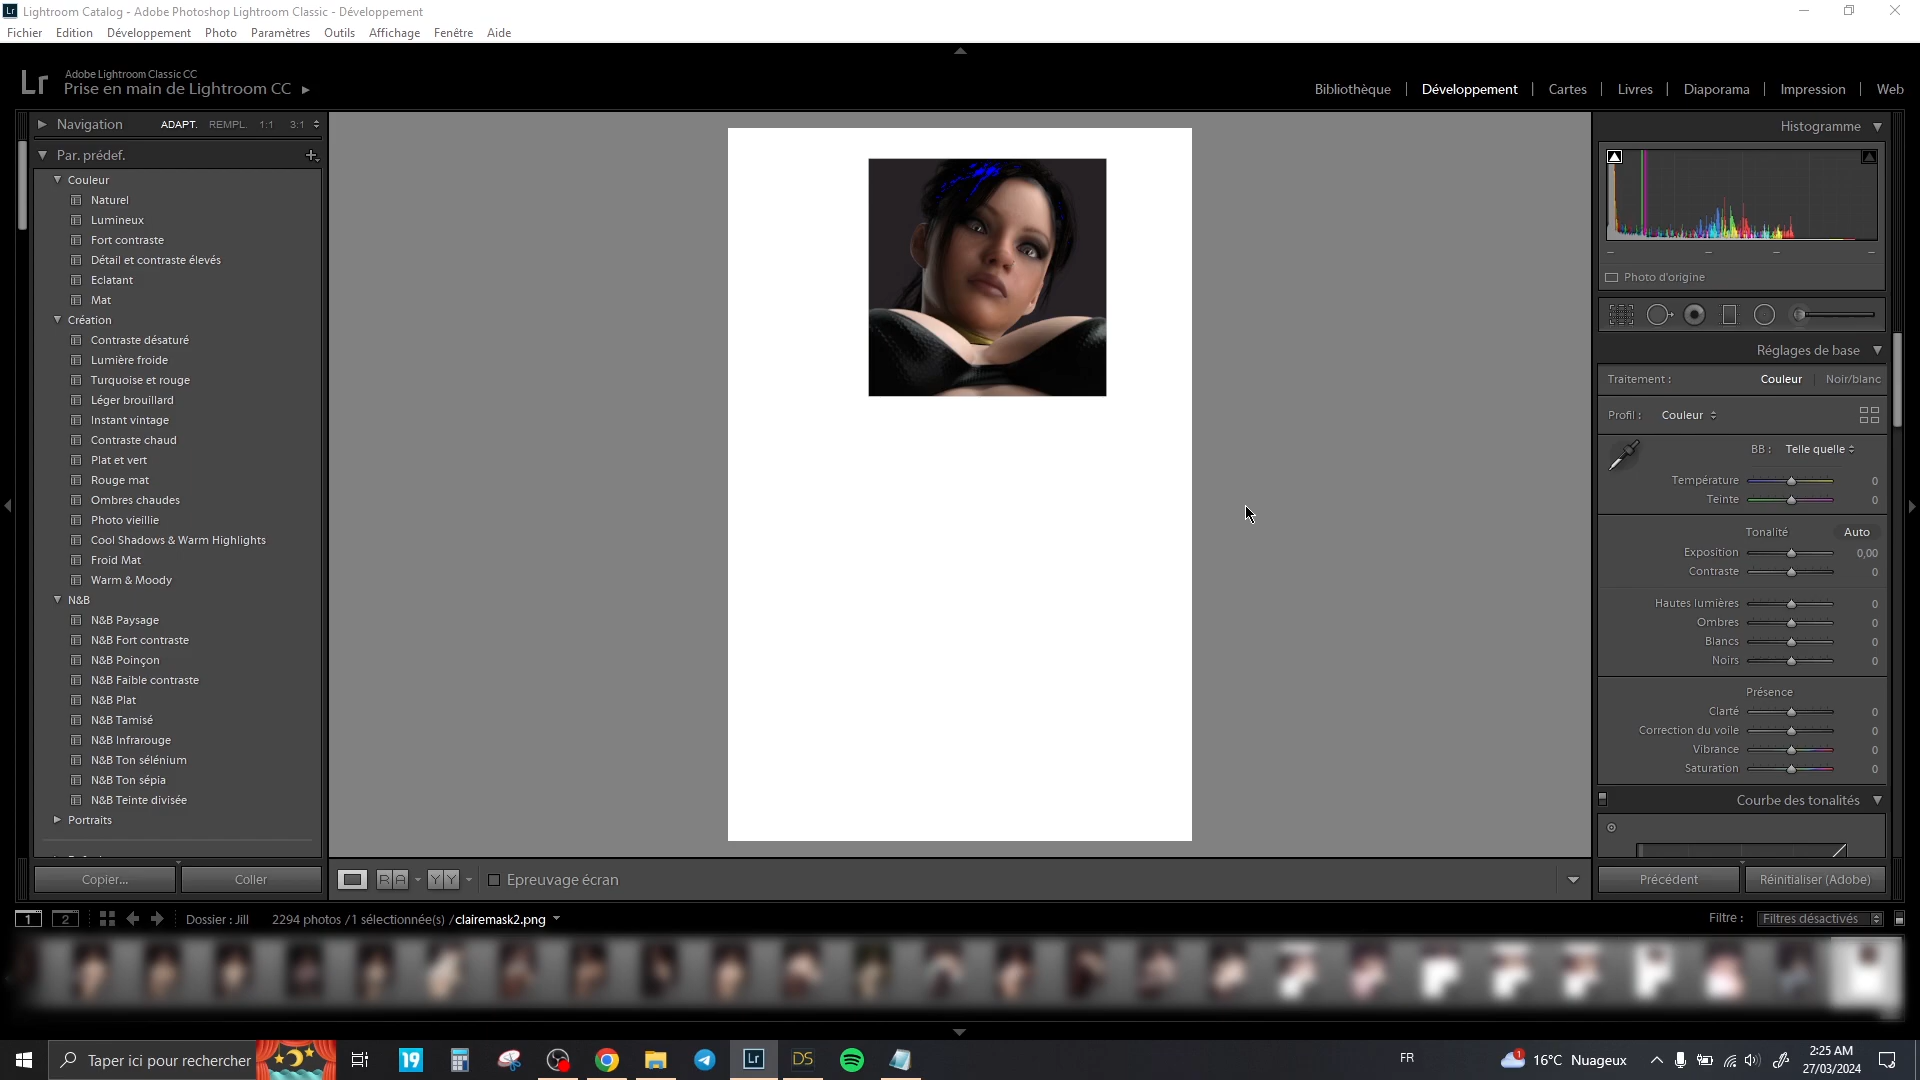 Lr Lightroom Catalog - Adobe Photoshop Lightroom Classic - Développement
Fichier Edition Développement Photo Paramètres Outils Affichage Fenêtre Aide
Lr Adobe Lightroom Classic CC
Prise en main de Lightroom CC
Bibliothèque | Développement | Cartes | Livres | Diaporama | Impression | Web
Navigation ADAPT. REMPL. 1:1 3:1
Par. prédef.
Couleur
Naturel
Lumineux
Fort contraste
Détail et contraste élevés
Eclatant
Mat
Création
Contraste désaturé
Lumière froide
Turquoise et rouge
Léger brouillard
Instant vintage
Contraste chaud
Plat et vert
Rouge mat
Ombres chaudes
Photo vieillie
Cool Shadows & Warm Highlights
Froid Mat
Warm & Moody
N&B
N&B Paysage
N&B Fort contraste
N&B Poinçon
N&B Faible contraste
N&B Plat
N&B Tamisé
N&B Infrarouge
N&B Ton sélénium
N&B Ton sépia
N&B Teinte divisée
Portraits
Copier... Coller
R A Y Y Epreuvage écran
Histogramme
Photo d'origine
Réglages de base
Traitement : Couleur | Noir/blanc
Profil : Couleur
BB : Telle quelle
Température 0
Teinte 0
Tonalité Auto
Exposition 0,00
Contraste 0
Hautes lumières 0
Ombres 0
Blancs 0
Noirs 0
Présence
Clarté 0
Correction du voile 0
Vibrance 0
Saturation 0
Courbe des tonalités
Précédent Réinitialiser (Adobe)
1 2 Dossier : Jill 2294 photos /1 sélectionnée(s) /clairemask2.png Filtre : Filtres désactivés
Taper ici pour rechercher 19 Lr DS FR 1 16°C Nuageux 2:25 AM
27/03/2024